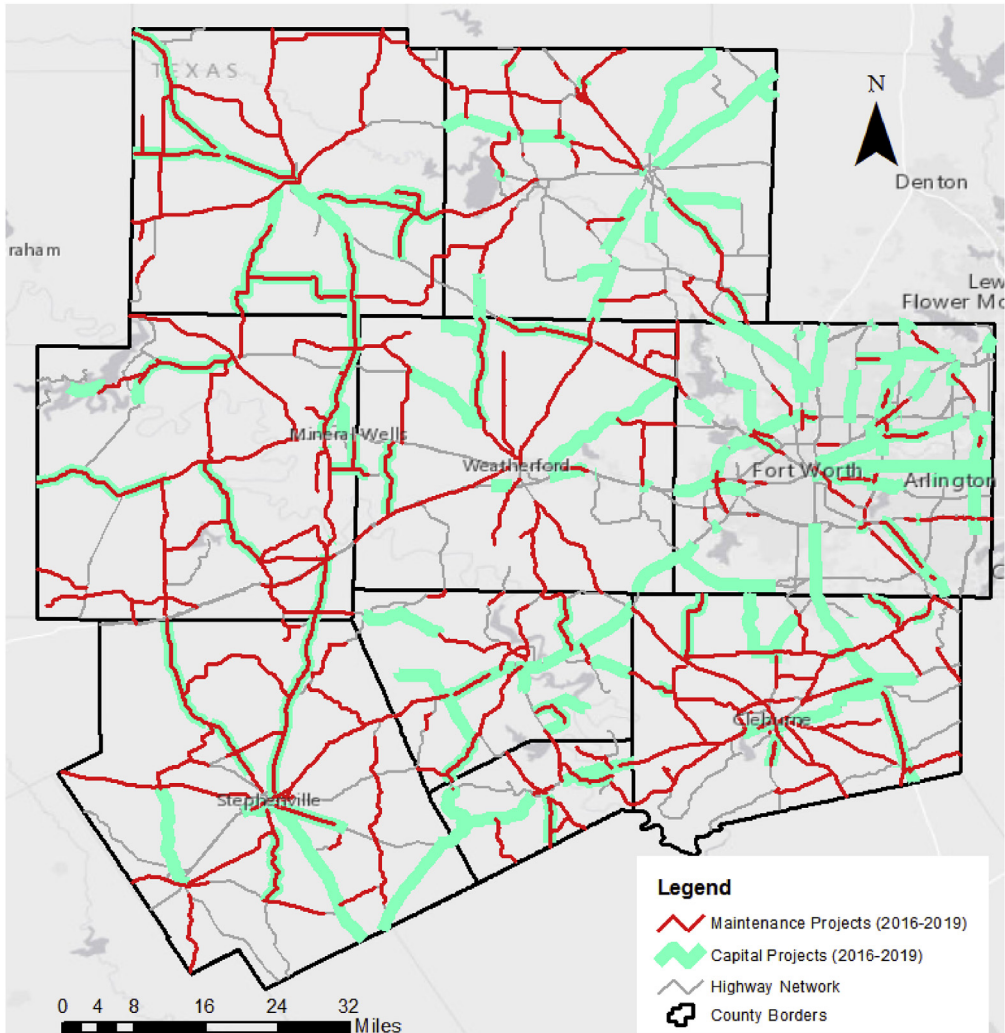 TEXAS
N
Denton
raham
Lew
Flower Mo
Mineral Wells
Weatherford
Fort Worth
Arlington
Cleburne
Stephenville
Legend
Maintenance Projects (2016-2019)
Capital Projects (2016-2019)
Highway Network
County Borders
0 4 8 16 24 32
Miles